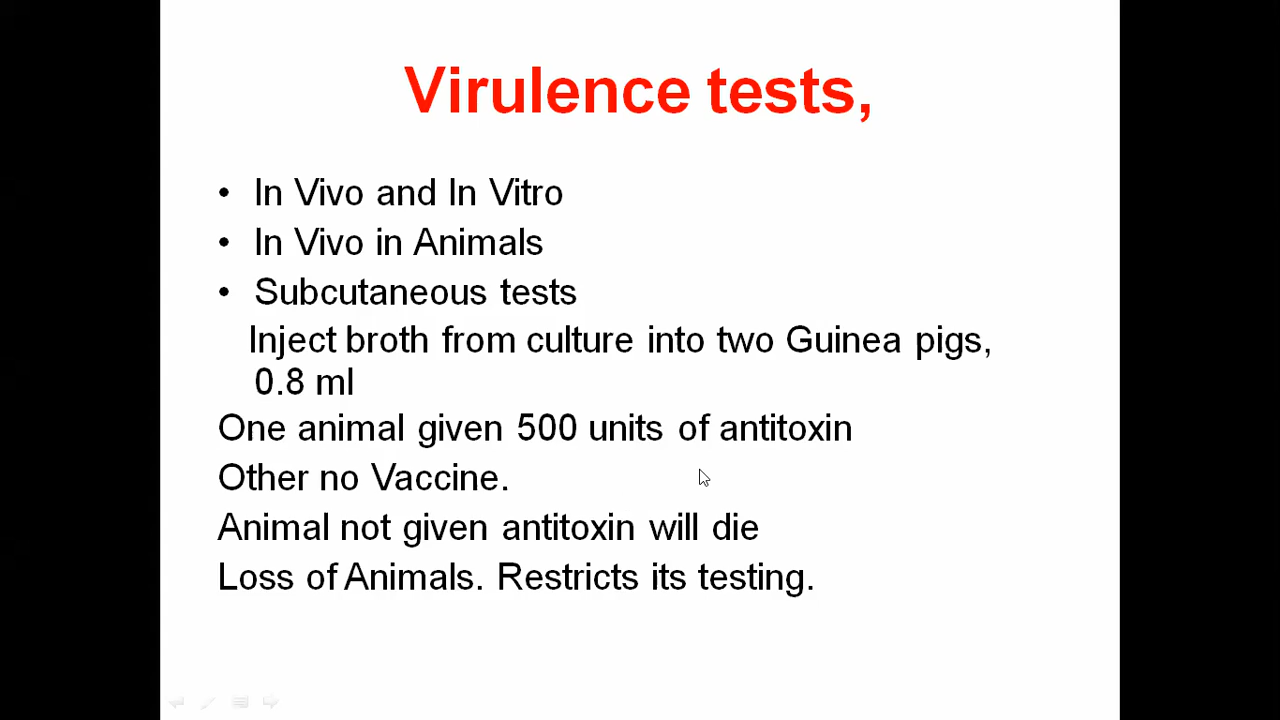 Virulence tests,
• In Vivo and In Vitro
• In Vivo in Animals
• Subcutaneous tests
Inject broth from culture into two Guinea pigs,
0.8 ml
One animal given 500 units of antitoxin
Other no Vaccine.
Animal not given antitoxin will die
Loss of Animals. Restricts its testing.